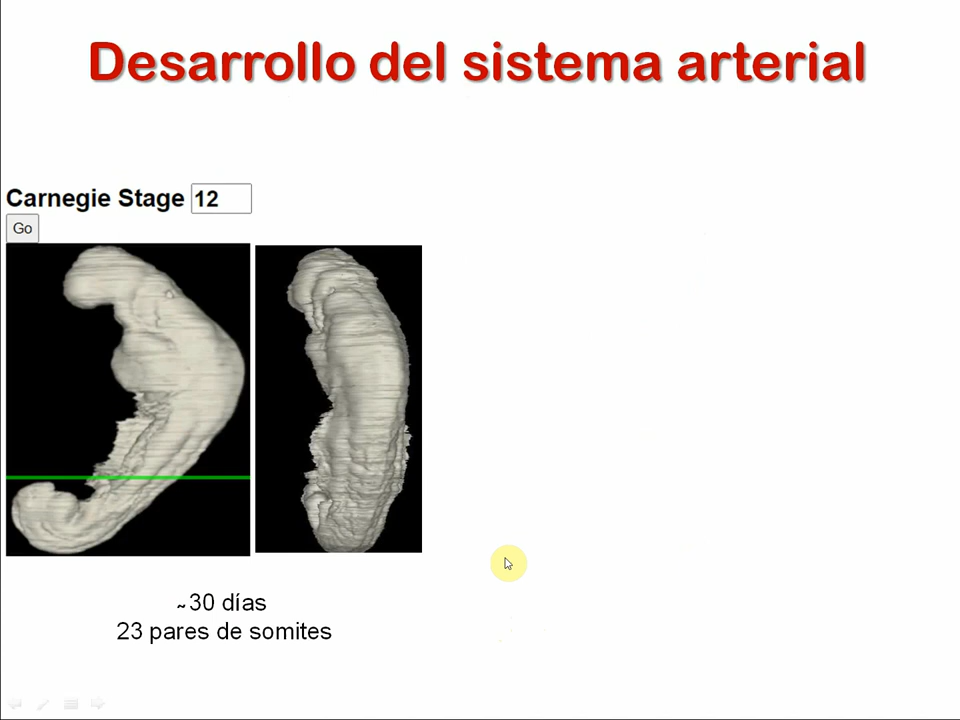 Desarrollo del sistema arterial
Carnegie Stage 12
Go
~30 días
23 pares de somites